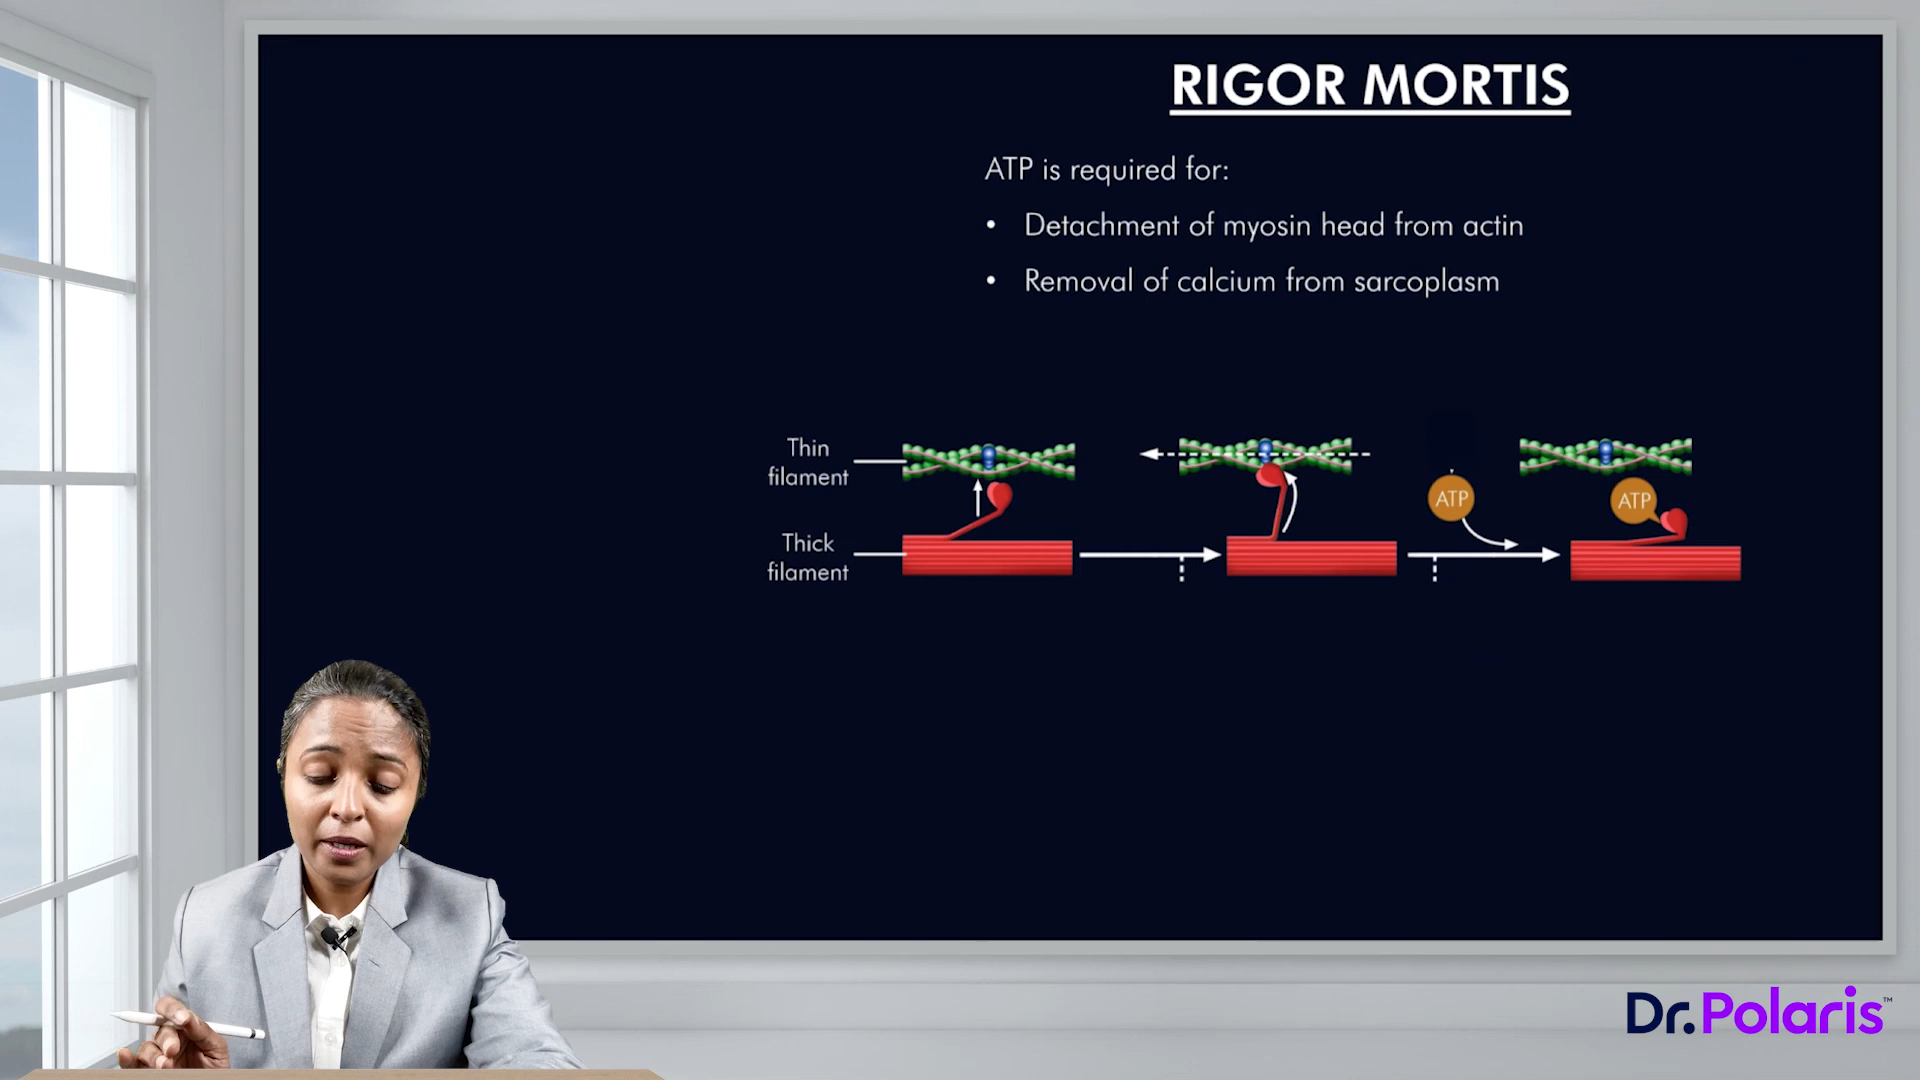 RIGOR MORTIS
ATP is required for:
• Detachment of myosin head from actin
• Removal of calcium from sarcoplasm
Thin
filament
Thick
filament
ATP
ATP
Dr.Polaris™